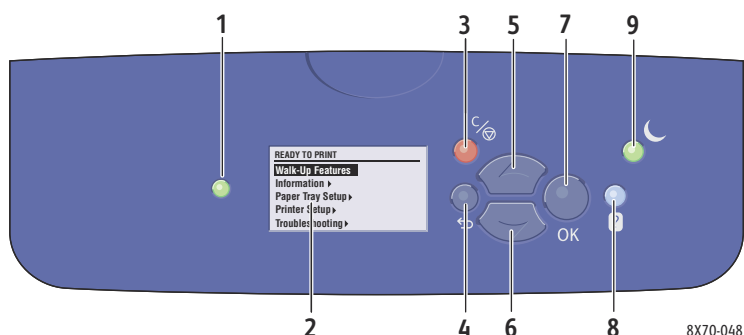 1 3 5 7 9
C/
READY TO PRINT
Walk-Up Features
Information
Paper Tray Setup
Printer Setup
Troubleshooting
?
OK
2 4 6 8
8X70-048